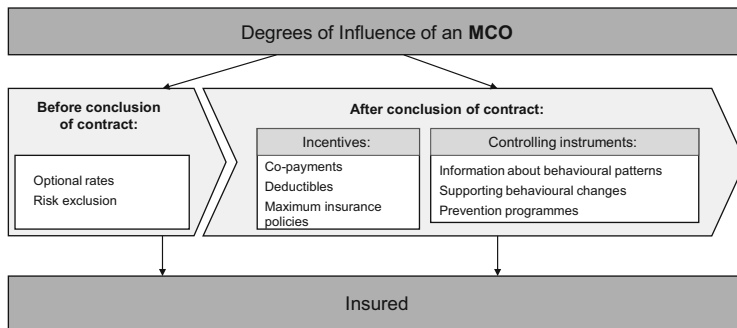 Degrees of Influence of an MCO
Before conclusion
of contract:
Optional rates
Risk exclusion
After conclusion of contract:
Incentives:
Co-payments
Deductibles
Maximum insurance
policies
Controlling instruments:
Information about behavioural patterns
Supporting behavioural changes
Prevention programmes
Insured